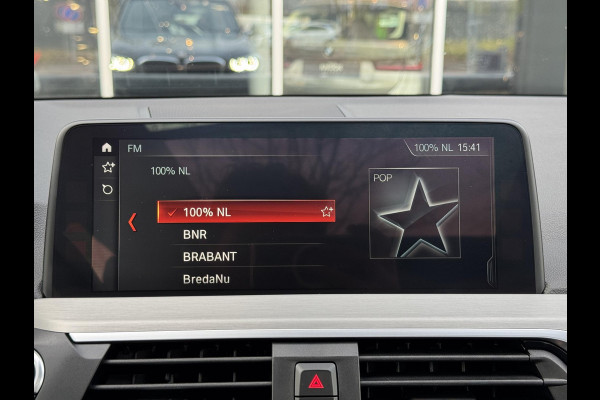 FM
100% NL 15:41
100% NL
POP
100% NL
BNR
BRABANT
BredaNu